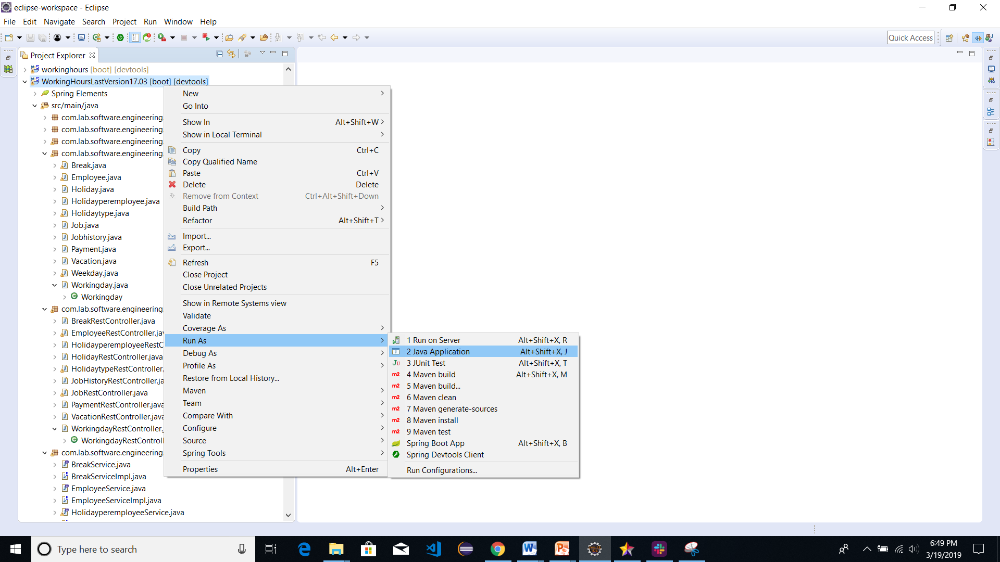 eclipse-workspace - Eclipse
File Edit Navigate Search Project Run Window Help
Quick Access
Project Explorer
workinghours [boot] [devtools]
WorkingHoursLastVersion17.03 [boot] [devtools]
Spring Elements
src/main/java
com.lab.software.engineering
com.lab.software.engineering
com.lab.software.engineering
com.lab.software.engineering
Break.java
Employee.java
Holiday.java
Holidayperemployee.java
Holidaytype.java
Job.java
Jobhistory.java
Payment.java
Vacation.java
Weekday.java
Workingday.java
Workingday
com.lab.software.engineering
BreakRestController.java
EmployeeRestController.jav
HolidayperemployeeRestC
HolidayRestController.java
HolidaytypeRestController.
JobHistoryRestController.ja
JobRestController.java
PaymentRestController.java
VacationRestController.java
WorkingdayRestController.
WorkingdayRestControll
com.lab.software.engineering
BreakService.java
BreakServiceImpl.java
EmployeeService.java
EmployeeServiceImpl.java
HolidayperemployeeService.java
New
Go Into
Show In Alt+Shift+W
Show in Local Terminal
Copy Ctrl+C
Copy Qualified Name
Paste Ctrl+V
Delete Delete
Remove from Context Ctrl+Alt+Shift+Down
Build Path
Refactor Alt+Shift+T
Import...
Export...
Refresh F5
Close Project
Close Unrelated Projects
Show in Remote Systems view
Validate
Coverage As
Run As
Debug As
Profile As
Restore from Local History...
Maven
Team
Compare With
Configure
Source
Spring Tools
Properties Alt+Enter
1 Run on Server Alt+Shift+X, R
2 Java Application Alt+Shift+X, J
3 JUnit Test Alt+Shift+X, T
4 Maven build Alt+Shift+X, M
5 Maven build...
6 Maven clean
7 Maven generate-sources
8 Maven install
9 Maven test
Spring Boot App Alt+Shift+X, B
Spring Devtools Client
Run Configurations...
Type here to search
6:49 PM
3/19/2019